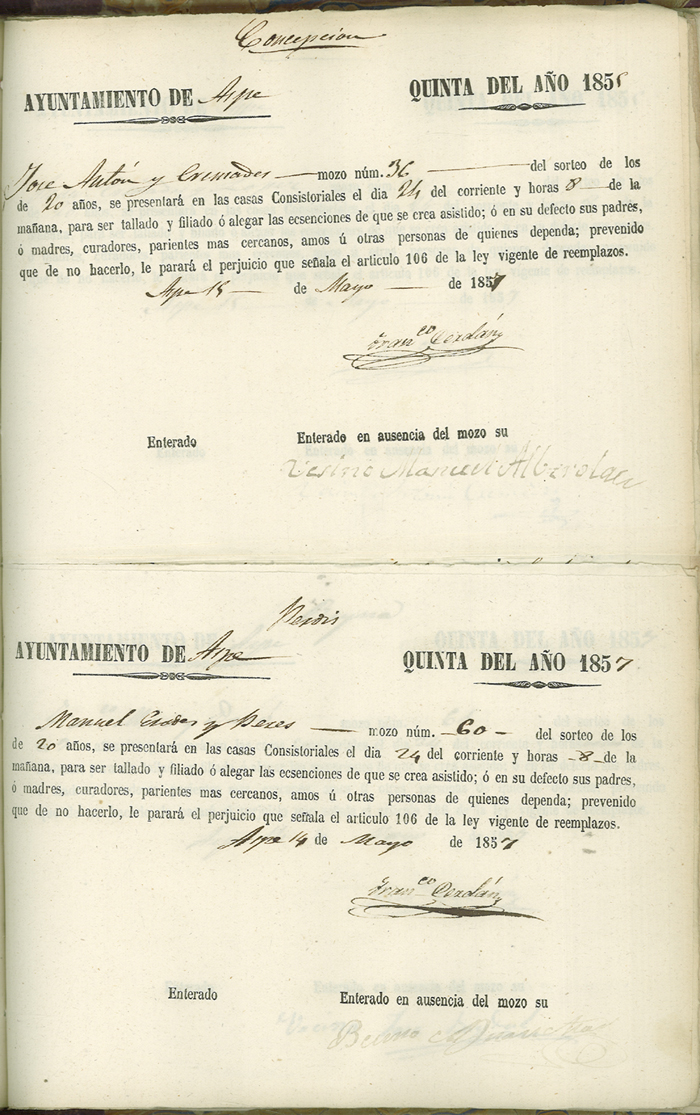 Concepcion
AYUNTAMIENTO DE Aspe QUINTA DEL AÑO 185
Jose Antón y Cremades mozo núm. 36 del sorteo de los
de 20 años, se presentará en las casas Consistoriales el dia 24 del corriente y horas 8 de la
mañana, para ser tallado y filiado ó alegar las ecsenciones de que se crea asistido; ó en su defecto sus padres,
ó madres, curadores, parientes mas cercanos, amos ú otras personas de quienes dependa; prevenido
que de no hacerlo, le parará el perjuicio que señala el articulo 106 de la ley vigente de reemplazos.
Aspe 15 de Mayo de 1857
Franco Cerdán
Enterado Enterado en ausencia del mozo su
Vesino Manuel Alberola
AYUNTAMIENTO DE Aspe QUINTA DEL AÑO 1857
Manuel y Peres mozo núm. 60 del sorteo de los
de 20 años, se presentará en las casas Consistoriales el dia 24 del corriente y horas 8 de la
mañana, para ser tallado y filiado ó alegar las ecsenciones de que se crea asistido; ó en su defecto sus padres,
ó madres, curadores, parientes mas cercanos, amos ú otras personas de quienes dependa; prevenido
que de no hacerlo, le parará el perjuicio que señala el articulo 106 de la ley vigente de reemplazos.
Aspe 14 de Mayo de 1857
Franco Cerdán
Enterado Enterado en ausencia del mozo su